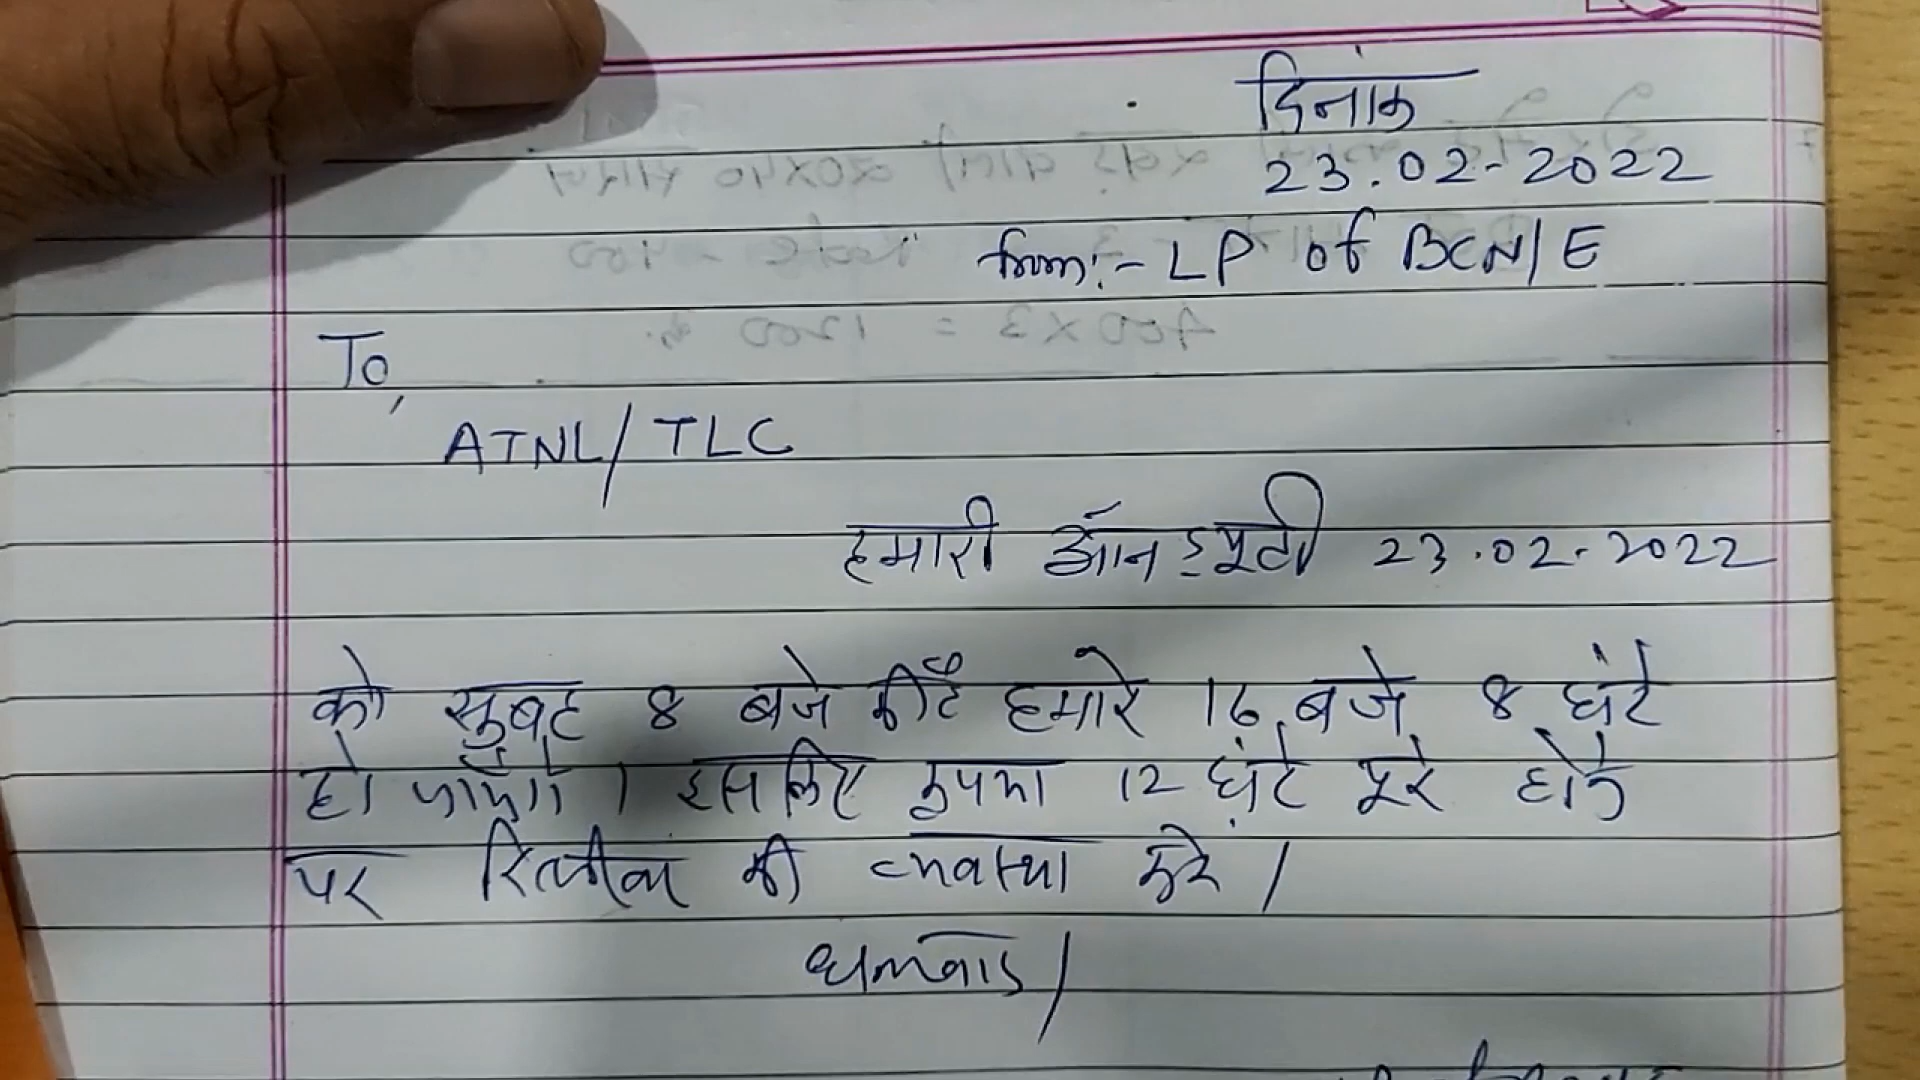 दिनांक
23.02-2022
from:- LP of BCN/E
To,
ATNL/TLC
हमारी ऑन ड्यूटी 23.02.2022
को सुबह 8 बजे की है हमारे 16 बजे 8 घंटे
हो जायेंगे । इसलिए कृपया 12 घंटे पूरे होने
पर रिलीव की व्यवस्था करे ।
धन्यवाद ।